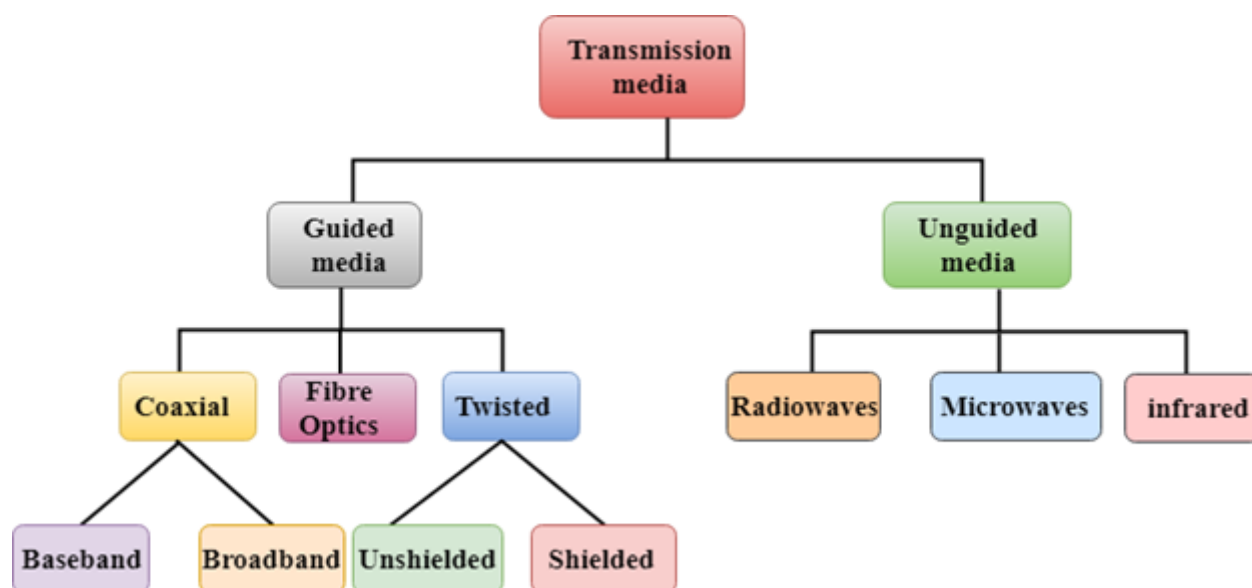 Transmission
media
Guided
media
Unguided
media
Coaxial
Fibre
Optics
Twisted
Radiowaves
Microwaves
infrared
Baseband
Broadband
Unshielded
Shielded